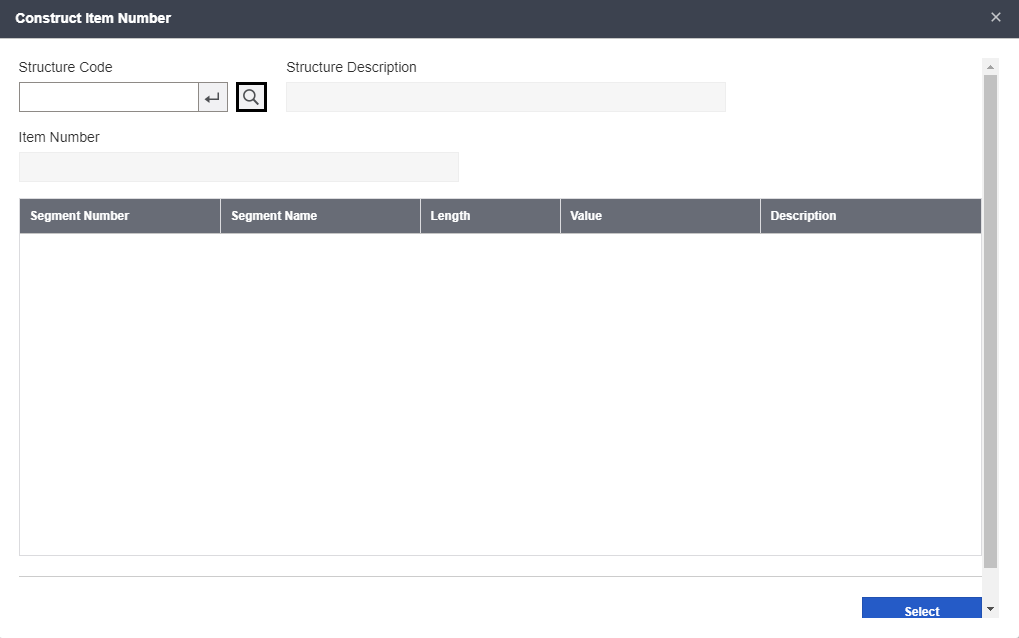 Construct Item Number
Structure Code
Structure Description
Item Number
Segment Number
Segment Name
Length
Value
Description
Select